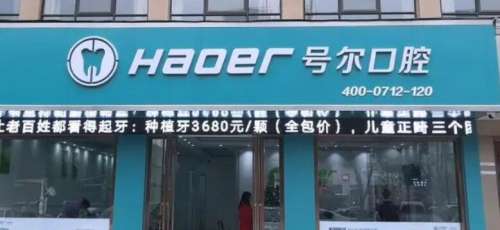 Haoer 号尔口腔
400-0712-120
让老百姓都看得起牙：种植牙3680元/颗（全包价），儿童正畸三个